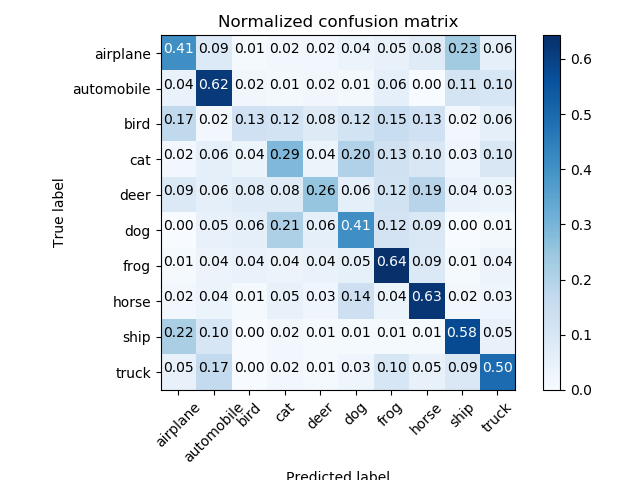 Normalized confusion matrix
True label
airplane 0.41 0.09 0.01 0.02 0.02 0.04 0.05 0.08 0.23 0.06
automobile 0.04 0.62 0.02 0.01 0.02 0.01 0.06 0.00 0.11 0.10
bird 0.17 0.02 0.13 0.12 0.08 0.12 0.15 0.13 0.02 0.06
cat 0.02 0.06 0.04 0.29 0.04 0.20 0.13 0.10 0.03 0.10
deer 0.09 0.06 0.08 0.08 0.26 0.06 0.12 0.19 0.04 0.03
dog 0.00 0.05 0.06 0.21 0.06 0.41 0.12 0.09 0.00 0.01
frog 0.01 0.04 0.04 0.04 0.04 0.05 0.64 0.09 0.01 0.04
horse 0.02 0.04 0.01 0.05 0.03 0.14 0.04 0.63 0.02 0.03
ship 0.22 0.10 0.00 0.02 0.01 0.01 0.01 0.01 0.58 0.05
truck 0.05 0.17 0.00 0.02 0.01 0.03 0.10 0.05 0.09 0.50
airplane automobile bird cat deer dog frog horse ship truck
Predicted label
0.6
0.5
0.4
0.3
0.2
0.1
0.0